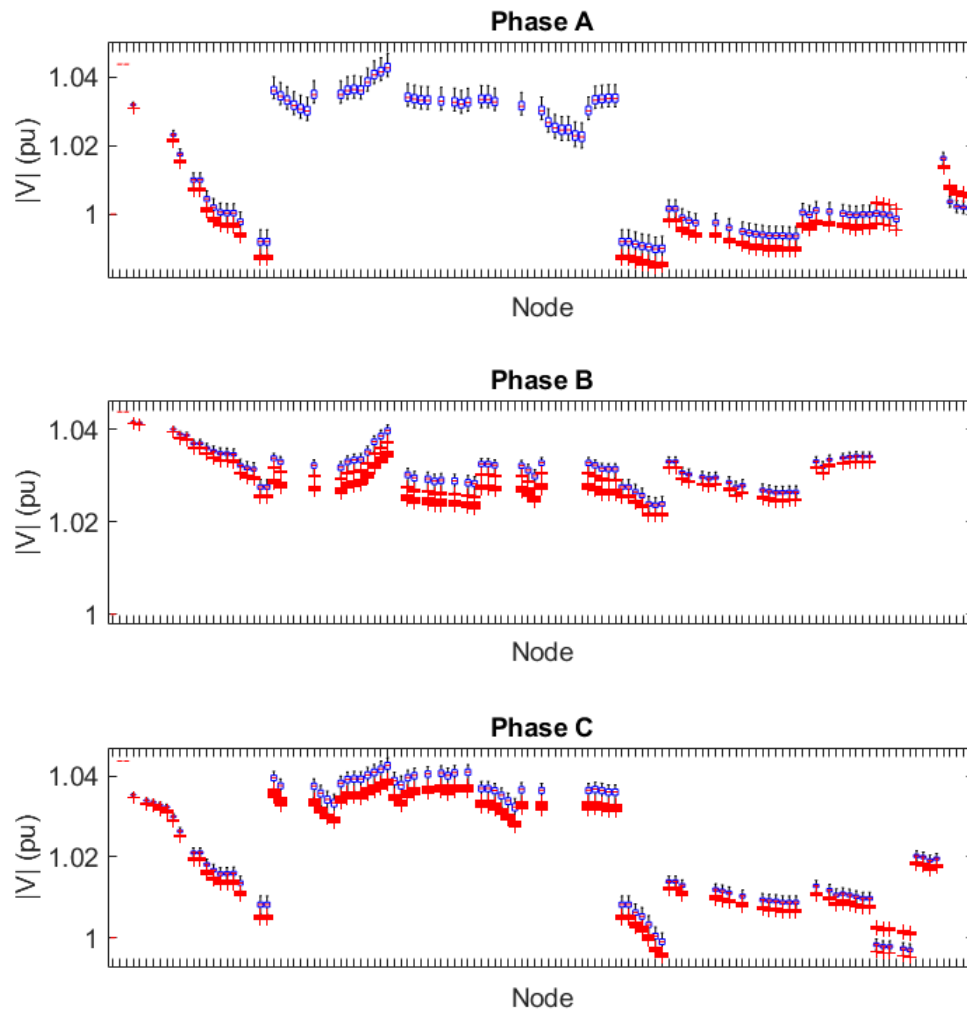 Phase A
1.04
1.02
1
|V| (pu)
Node
Phase B
1.04
1.02
1
|V| (pu)
Node
Phase C
1.04
1.02
1
|V| (pu)
Node